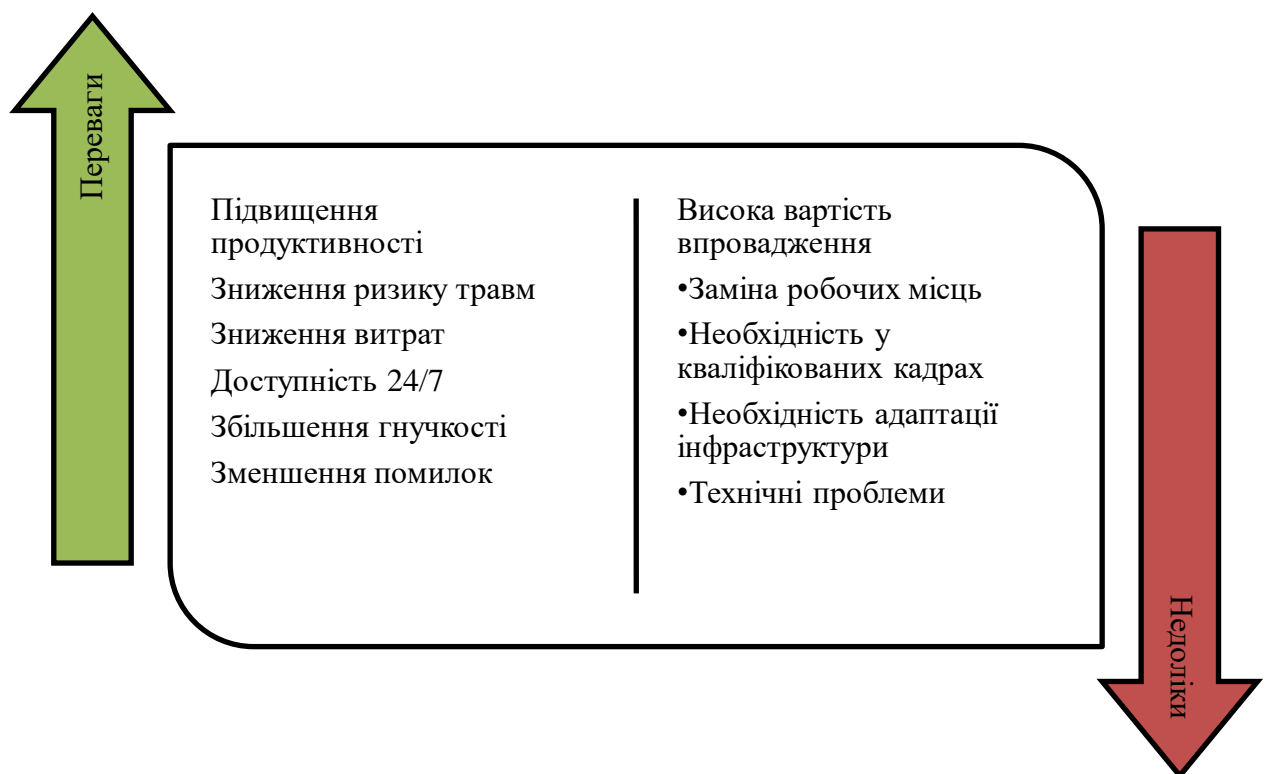 Переваги
Підвищення
продуктивності
Зниження ризику травм
Зниження витрат
Доступність 24/7
Збільшення гнучкості
Зменшення помилок
Висока вартість
впровадження
•Заміна робочих місць
•Необхідність у
кваліфікованих кадрах
•Необхідність адаптації
інфраструктури
•Технічні проблеми
Недоліки